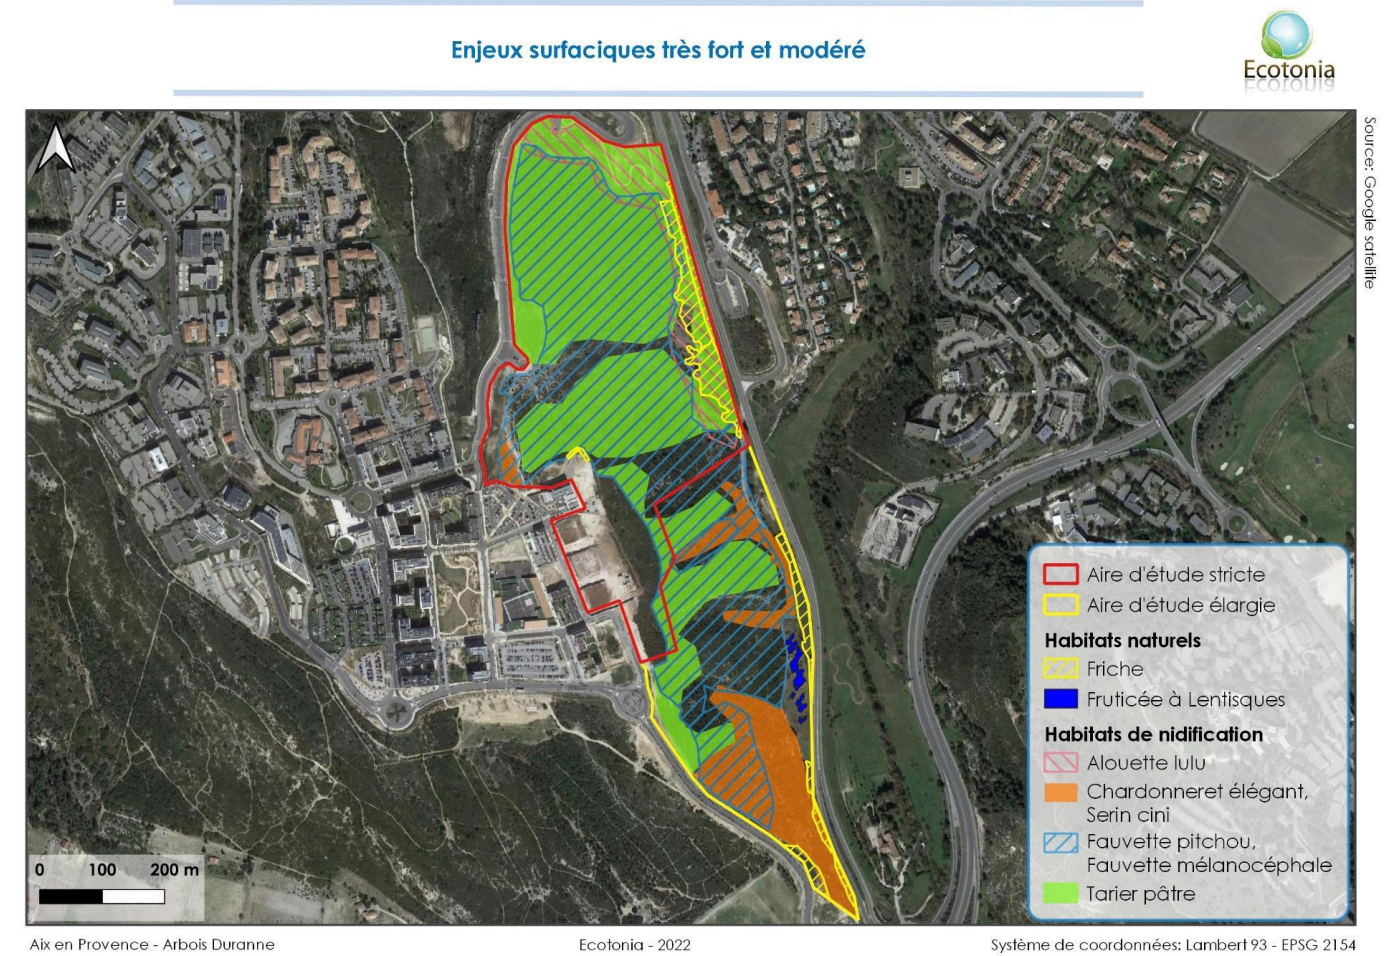 Enjeux surfaciques très fort et modéré
Ecotonia
Source: Google satellite
Aire d'étude stricte
Aire d'étude élargie
Habitats naturels
Friche
Fruticée à Lentisques
Habitats de nidification
Alouette lulu
Chardonneret élégant,
Serin cini
Fauvette pitchou,
Fauvette mélanocéphale
Tarier pâtre
0 100 200 m
Aix en Provence - Arbois Duranne
Ecotonia - 2022
Système de coordonnées: Lambert 93 - EPSG 2154